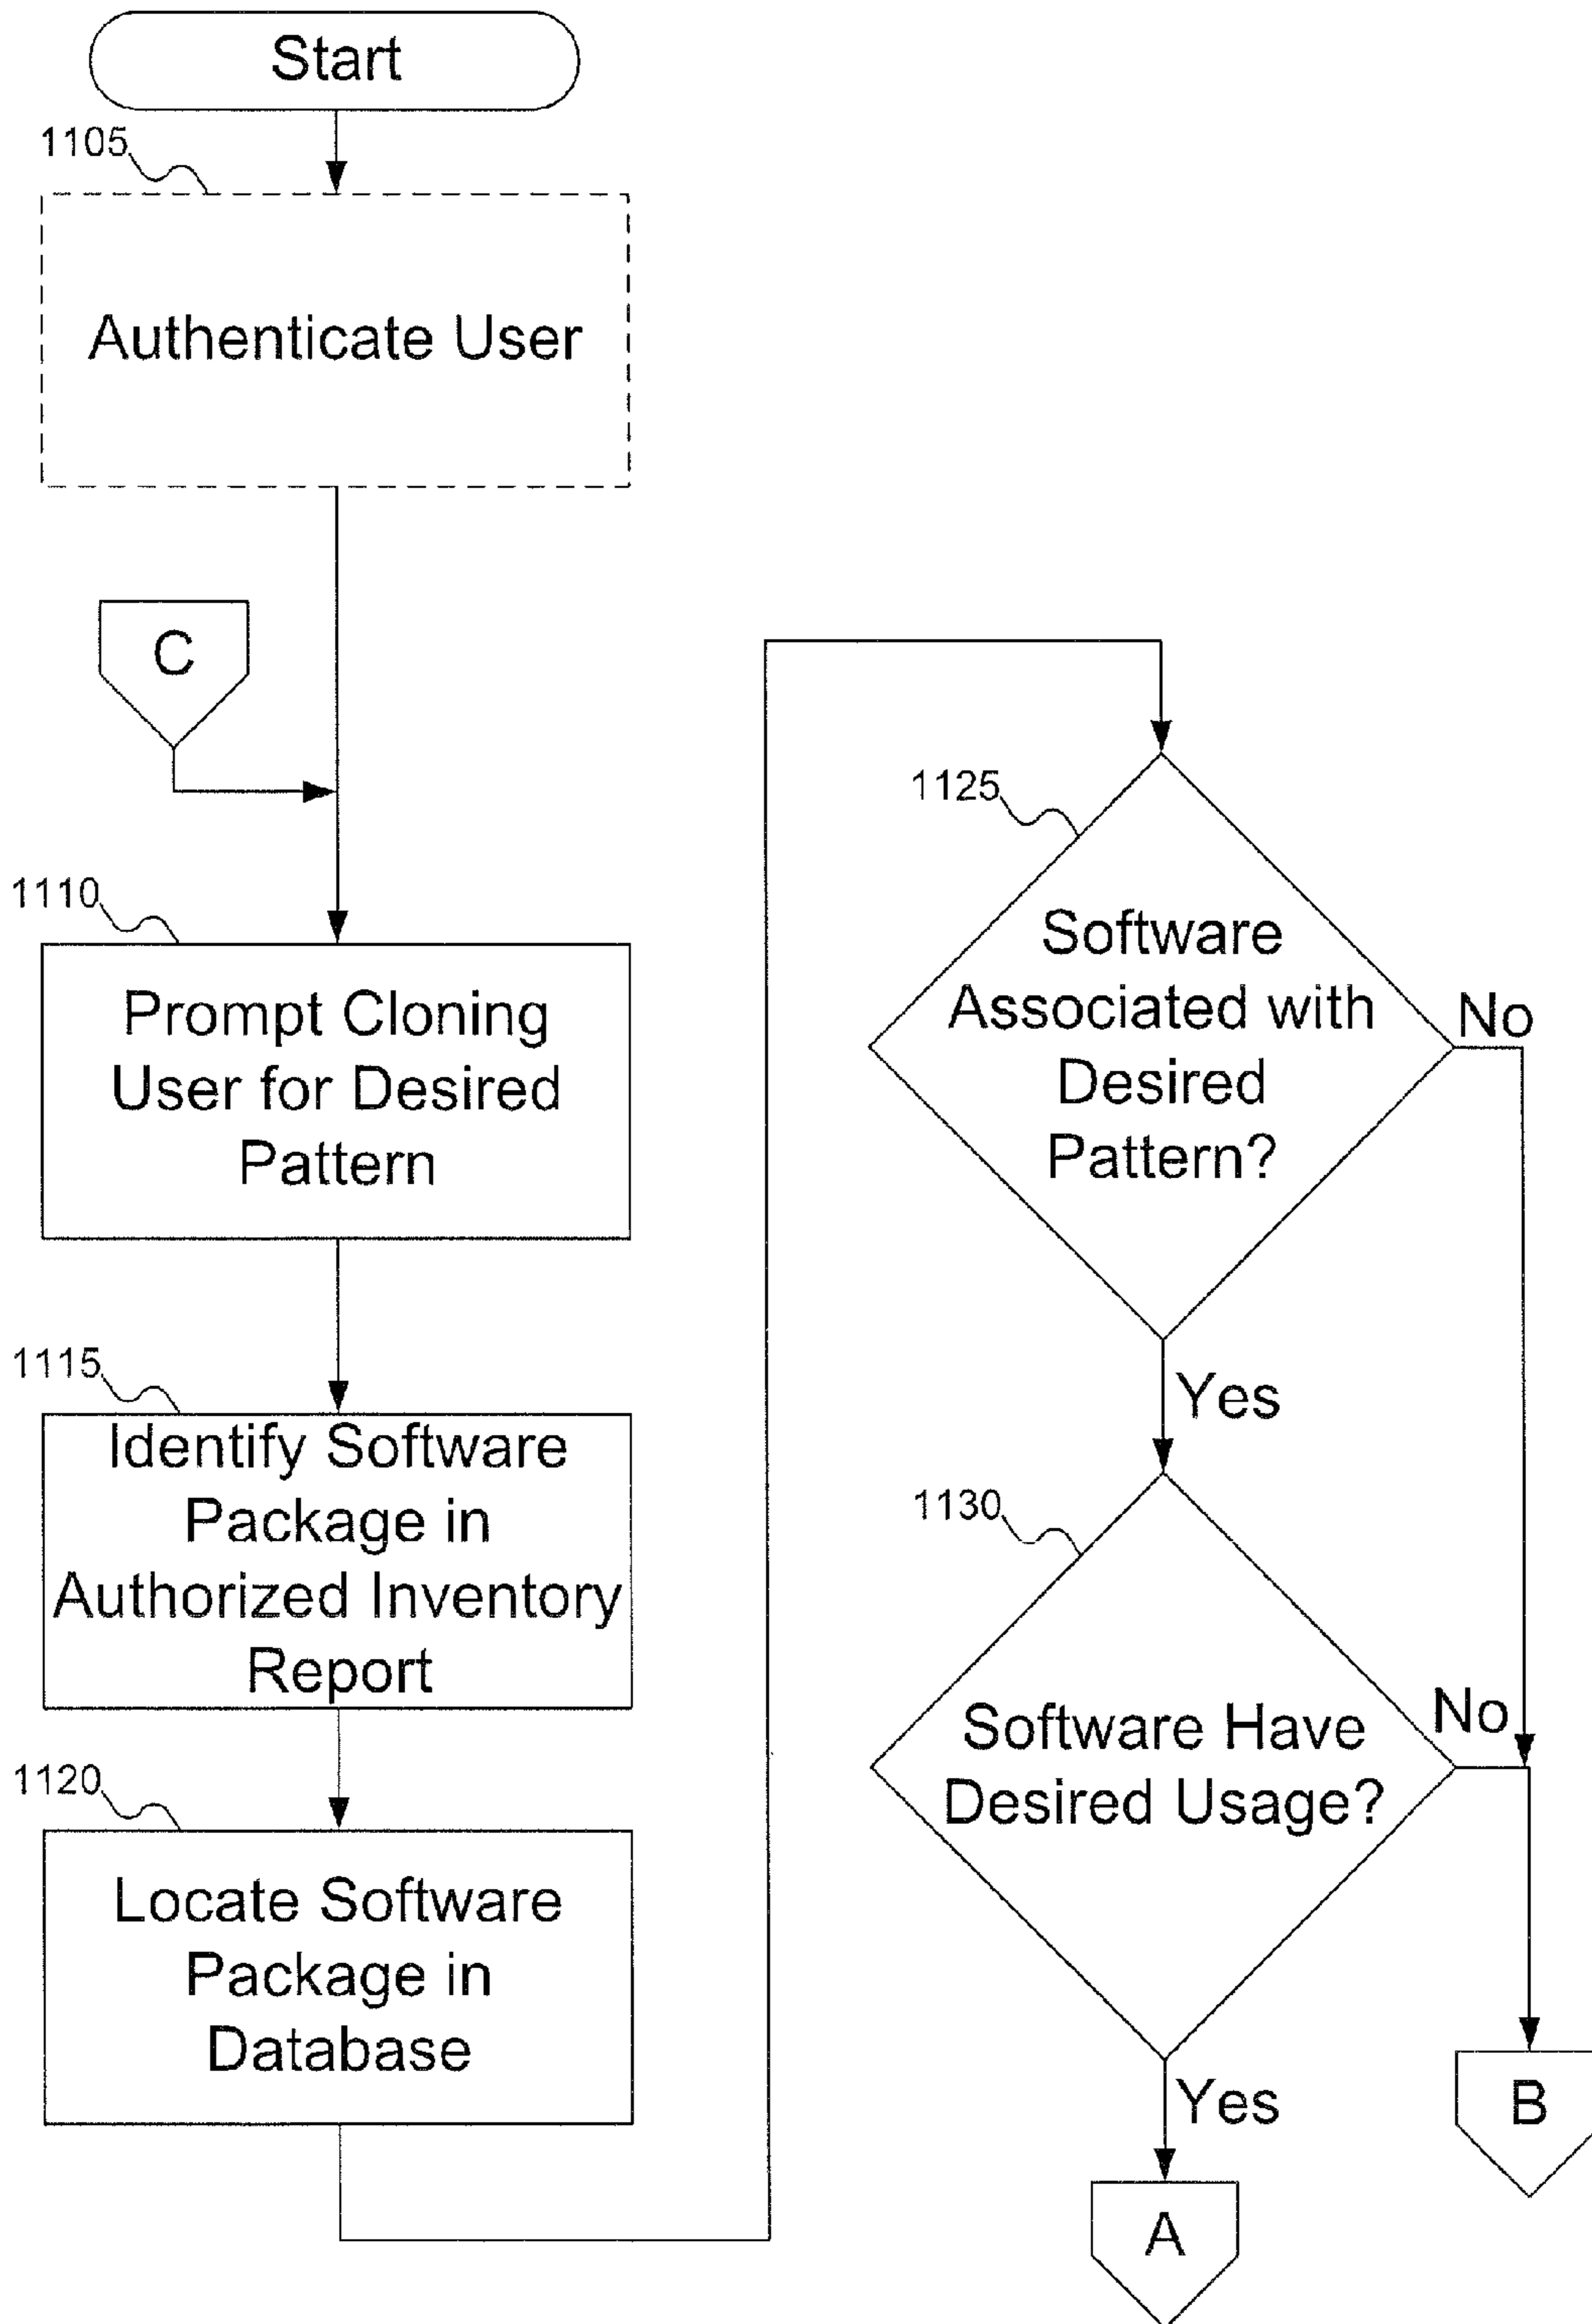 Start
1105
Authenticate User
C
1110
Prompt Cloning
User for Desired
Pattern
1115
Identify Software
Package in
Authorized Inventory
Report
1120
Locate Software
Package in
Database
1125
Software
Associated with
Desired
Pattern?
No
Yes
1130
Software Have
Desired Usage?
No
Yes
B
A